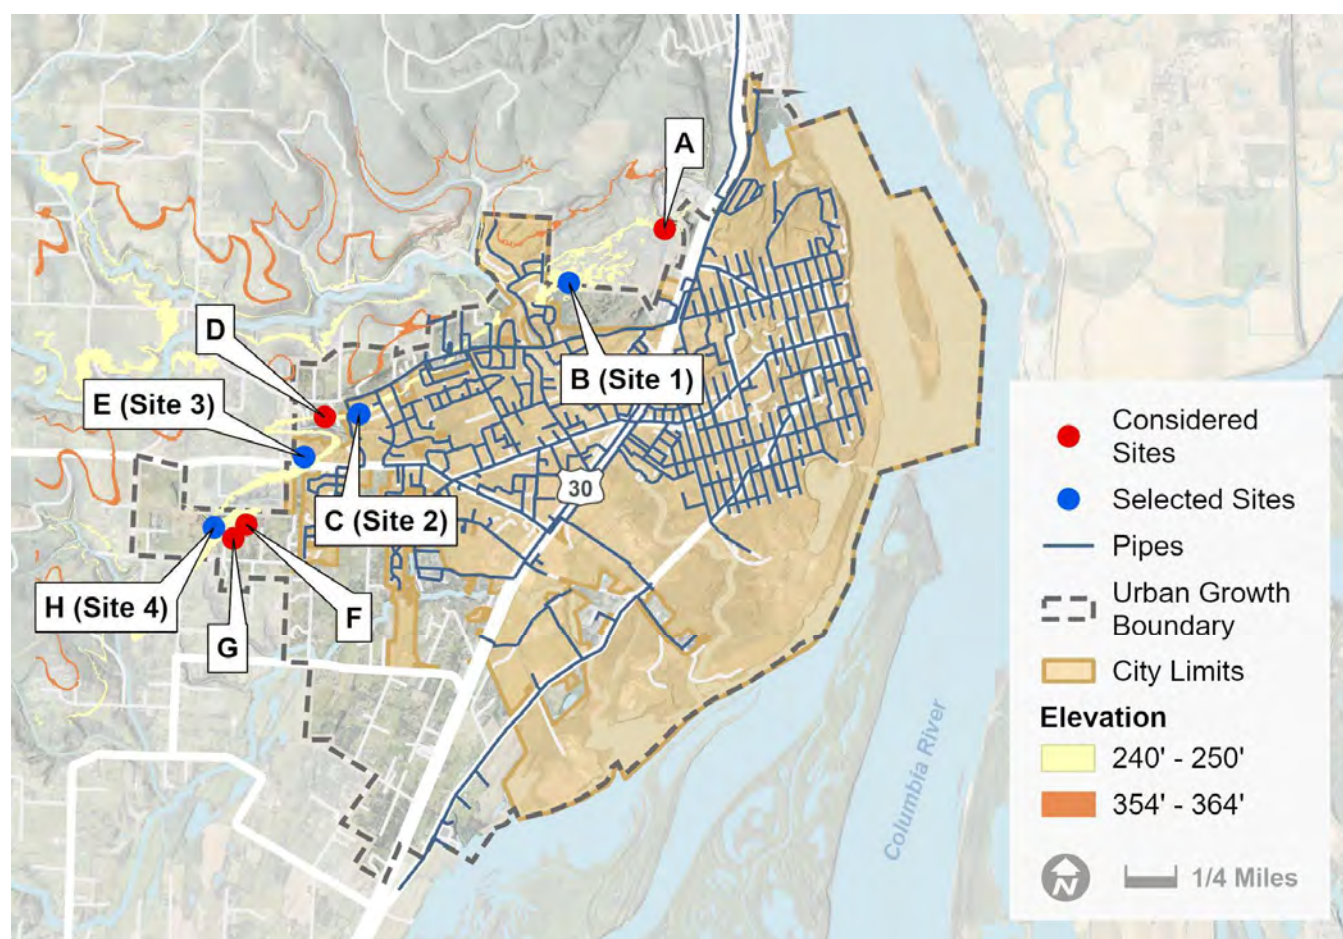 A
D
B (Site 1)
E (Site 3)
30
C (Site 2)
H (Site 4)
F
G
Columbia River
Considered
Sites
Selected Sites
Pipes
Urban Growth
Boundary
City Limits
Elevation
240' - 250'
354' - 364'
N
1/4 Miles